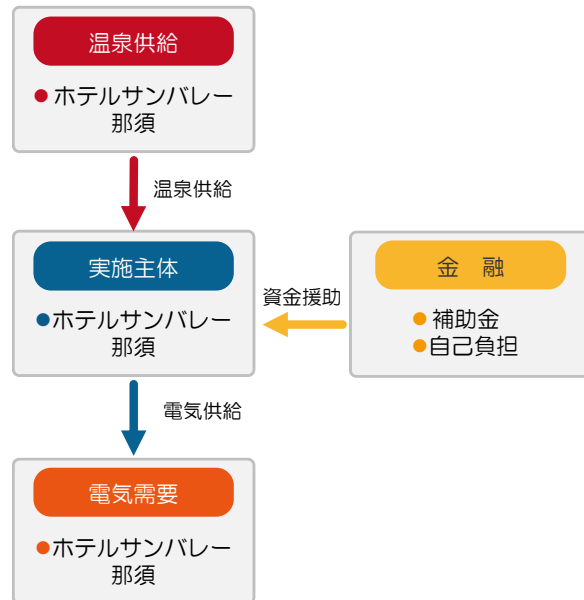 温泉供給
●ホテルサンバレー
那須
温泉供給
実施主体
●ホテルサンバレー
那須
資金援助
金　融
●補助金
●自己負担
電気供給
電気需要
●ホテルサンバレー
那須